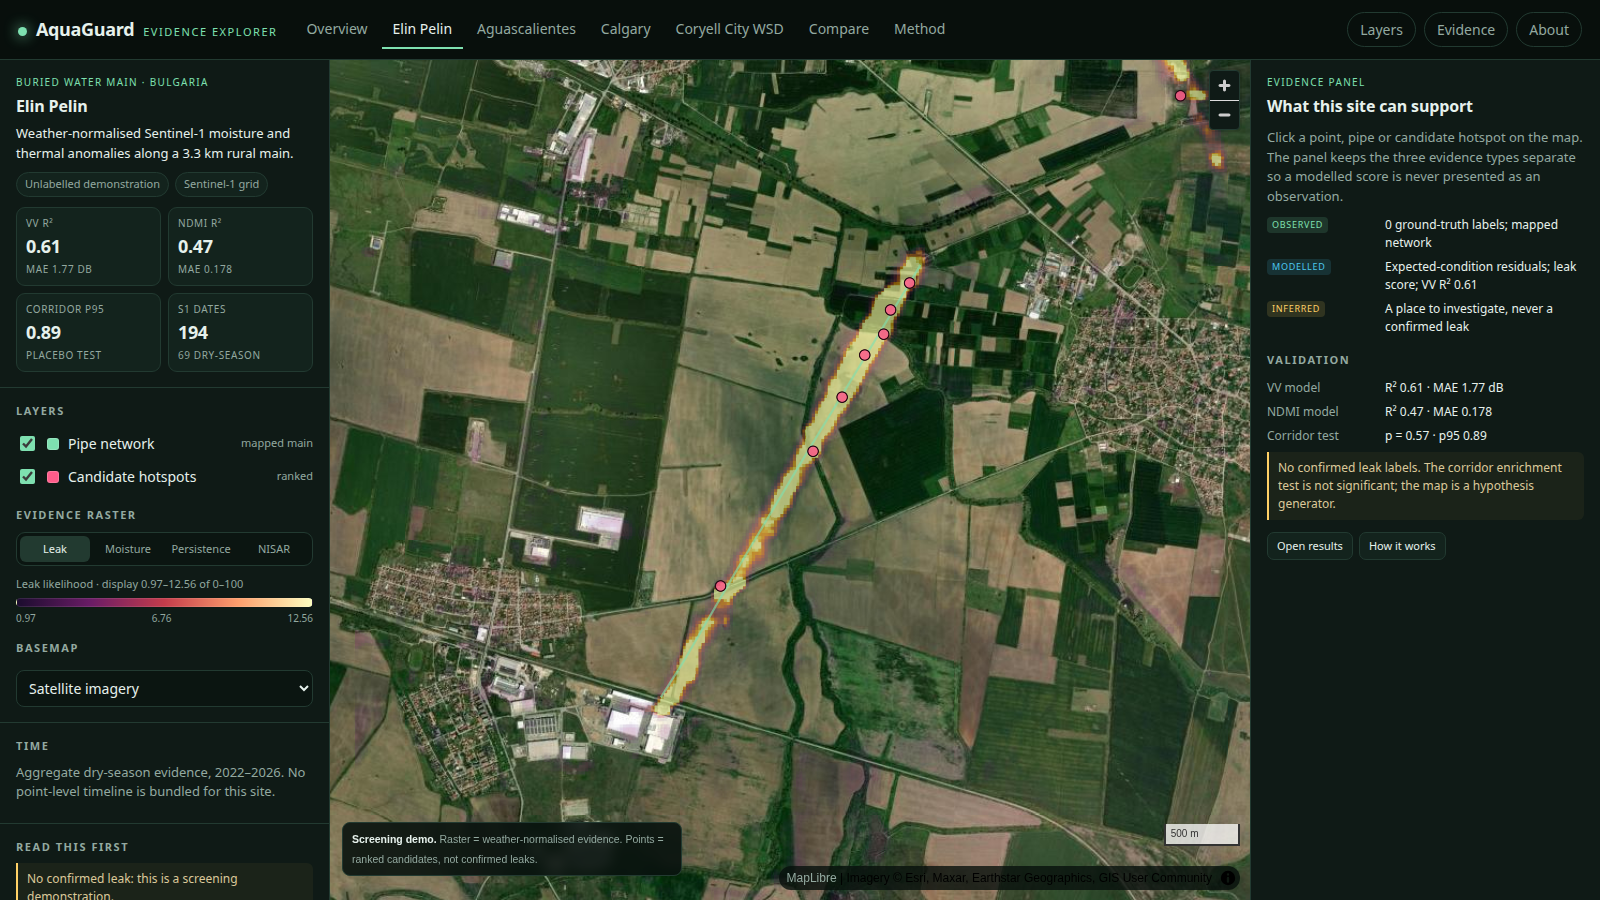 AquaGuard EVIDENCE EXPLORER
Overview
Elin Pelin
Aguascalientes
Calgary
Coryell City WSD
Compare
Method
Layers
Evidence
About
BURIED WATER MAIN · BULGARIA
Elin Pelin
Weather-normalised Sentinel-1 moisture and
thermal anomalies along a 3.3 km rural main.
Unlabelled demonstration
Sentinel-1 grid
VV R²
0.61
MAE 1.77 DB
NDMI R²
0.47
MAE 0.178
CORRIDOR P95
0.89
PLACEBO TEST
S1 DATES
194
69 DRY-SEASON
LAYERS
Pipe network mapped main
Candidate hotspots ranked
EVIDENCE RASTER
Leak
Moisture
Persistence
NISAR
Leak likelihood · display 0.97–12.56 of 0–100
0.97 6.76 12.56
BASEMAP
Satellite imagery
TIME
Aggregate dry-season evidence, 2022–2026. No
point-level timeline is bundled for this site.
READ THIS FIRST
No confirmed leak: this is a screening
demonstration.
+
−
Screening demo. Raster = weather-normalised evidence. Points =
ranked candidates, not confirmed leaks.
500 m
MapLibre | Imagery © Esri, Maxar, Earthstar Geographics, GIS User Community
EVIDENCE PANEL
What this site can support
Click a point, pipe or candidate hotspot on the map.
The panel keeps the three evidence types separate
so a modelled score is never presented as an
observation.
OBSERVED 0 ground-truth labels; mapped
network
MODELLED Expected-condition residuals; leak
score; VV R² 0.61
INFERRED A place to investigate, never a
confirmed leak
VALIDATION
VV model R² 0.61 · MAE 1.77 dB
NDMI model R² 0.47 · MAE 0.178
Corridor test p = 0.57 · p95 0.89
No confirmed leak labels. The corridor enrichment
test is not significant; the map is a hypothesis
generator.
Open results
How it works